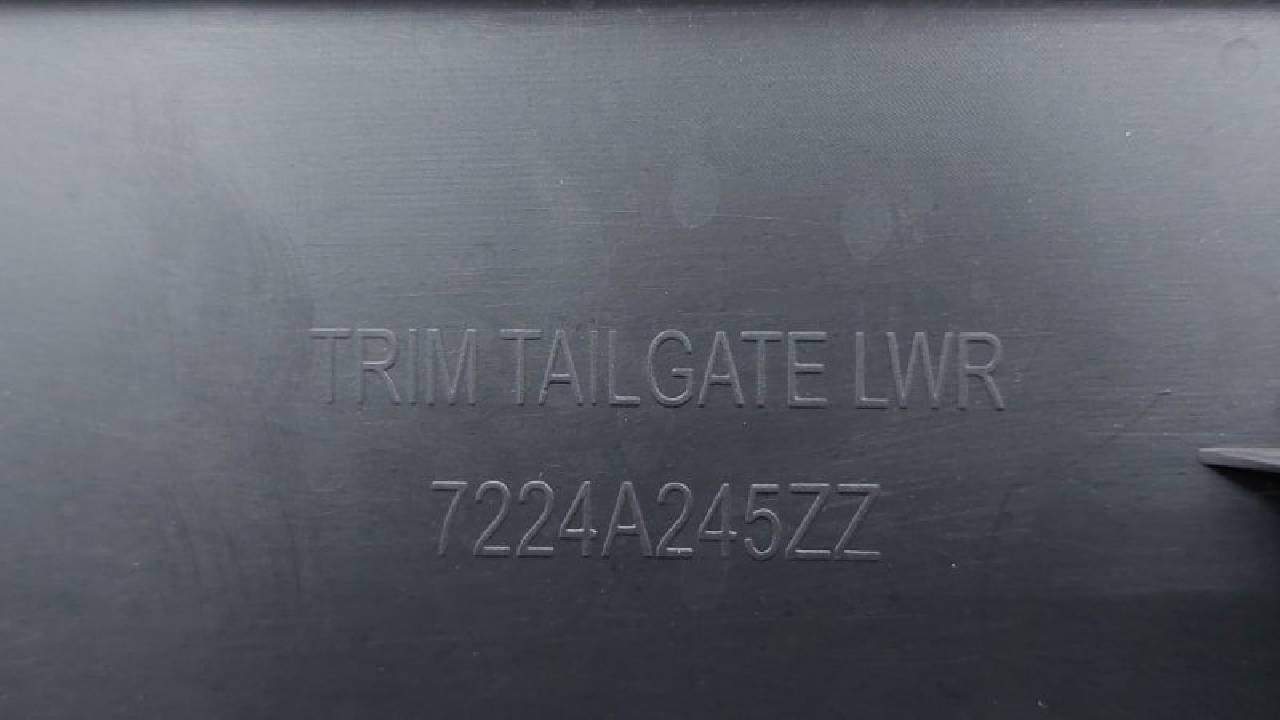 TRIM TAILGATE LWR
7224A245ZZ